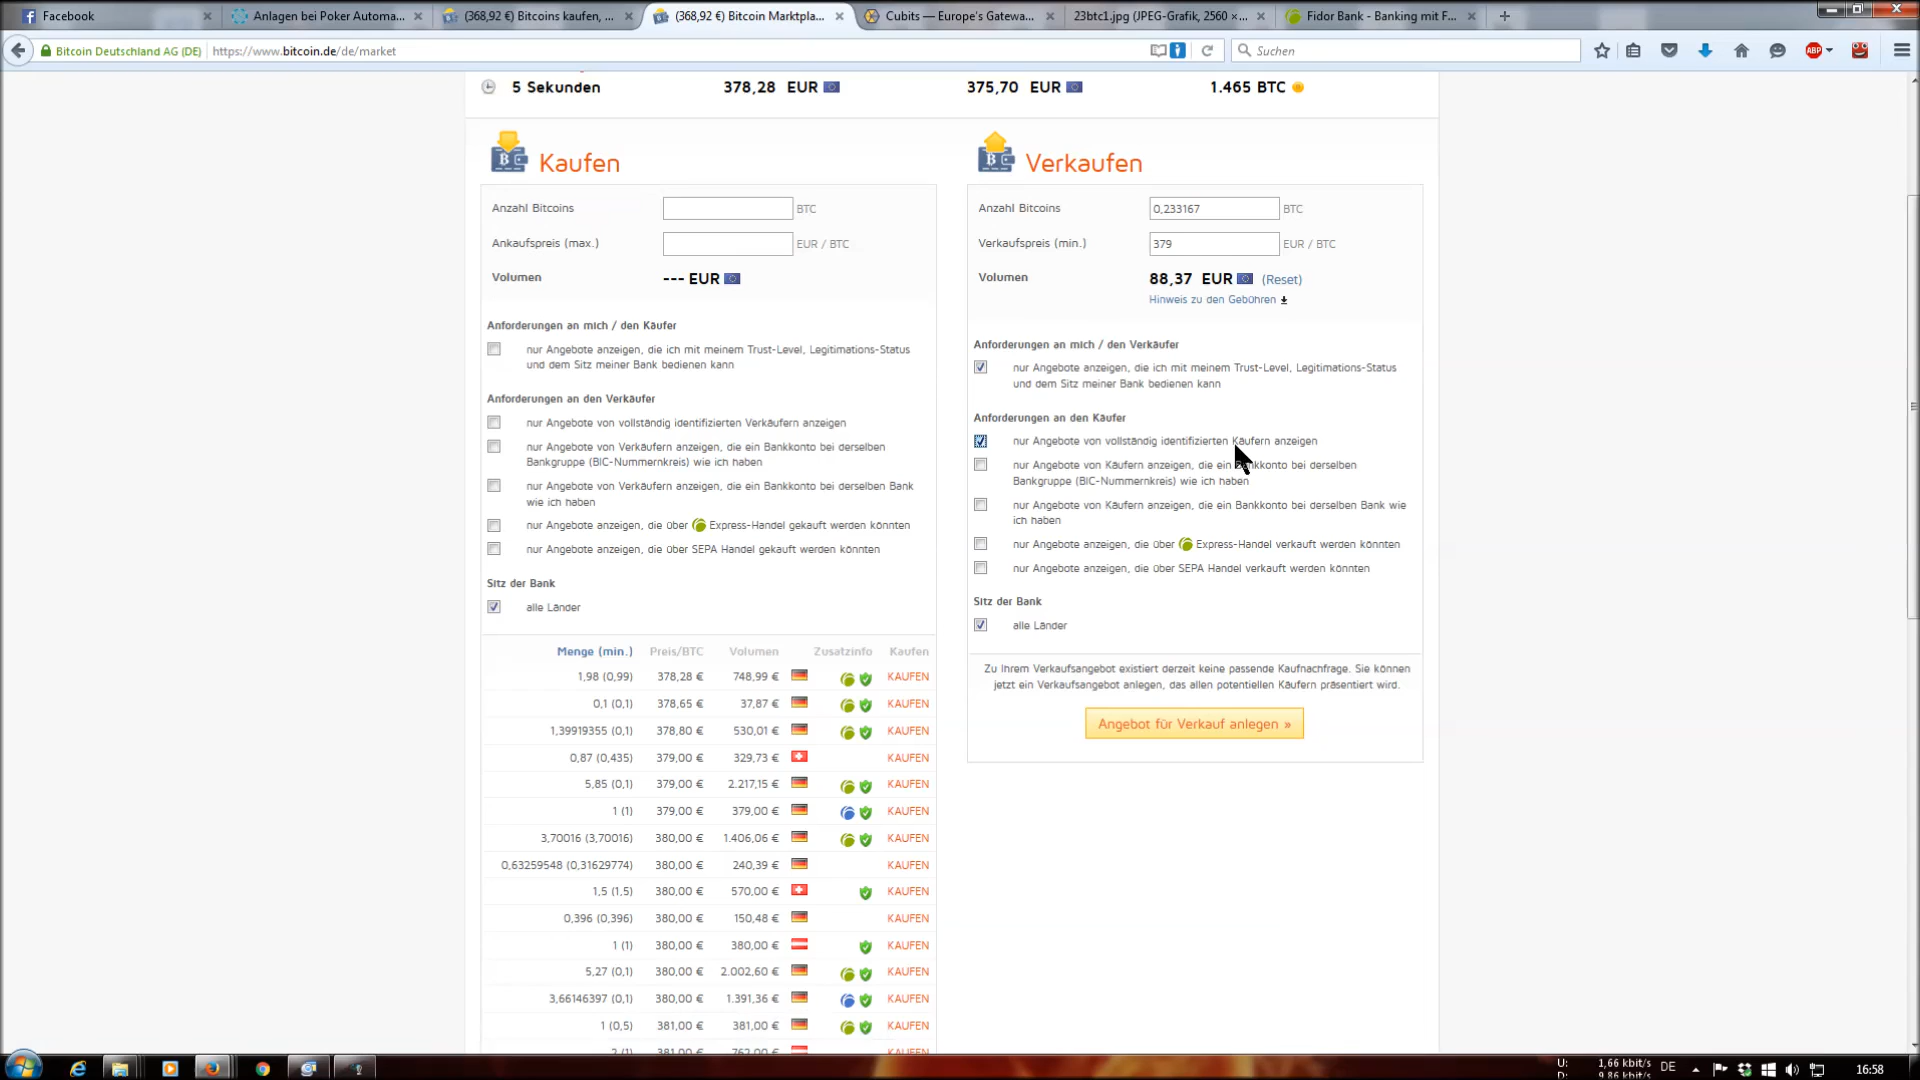 Facebook
Anlagen bei Poker Automa...
(368,92 €) Bitcoins kaufen, ...
(368,92 €) Bitcoin Marktpla...
Cubits — Europe's Gatewa...
23btc1.jpg (JPEG-Grafik, 2560 ×...
Fidor Bank - Banking mit F...
Bitcoin Deutschland AG (DE)
https://www.bitcoin.de/de/market
Suchen
ABP
5 Sekunden
378,28 EUR
375,70 EUR
1.465 BTC
Kaufen
Anzahl Bitcoins
BTC
Ankaufspreis (max.)
EUR / BTC
Volumen
--- EUR
Anforderungen an mich / den Käufer
nur Angebote anzeigen, die ich mit meinem Trust-Level, Legitimations-Status
und dem Sitz meiner Bank bedienen kann
Anforderungen an den Verkäufer
nur Angebote von vollständig identifizierten Verkäufern anzeigen
nur Angebote von Verkäufern anzeigen, die ein Bankkonto bei derselben
Bankgruppe (BIC-Nummernkreis) wie ich haben
nur Angebote von Verkäufern anzeigen, die ein Bankkonto bei derselben Bank
wie ich haben
nur Angebote anzeigen, die über Express-Handel gekauft werden könnten
nur Angebote anzeigen, die über SEPA Handel gekauft werden könnten
Sitz der Bank
alle Länder
Menge (min.) Preis/BTC Volumen Zusatzinfo Kaufen
1,98 (0,99) 378,28 € 748,99 € KAUFEN
0,1 (0,1) 378,65 € 37,87 € KAUFEN
1,39919355 (0,1) 378,80 € 530,01 € KAUFEN
0,87 (0,435) 379,00 € 329,73 € KAUFEN
5,85 (0,1) 379,00 € 2.217,15 € KAUFEN
1 (1) 379,00 € 379,00 € KAUFEN
3,70016 (3,70016) 380,00 € 1.406,06 € KAUFEN
0,63259548 (0,31629774) 380,00 € 240,39 € KAUFEN
1,5 (1,5) 380,00 € 570,00 € KAUFEN
0,396 (0,396) 380,00 € 150,48 € KAUFEN
1 (1) 380,00 € 380,00 € KAUFEN
5,27 (0,1) 380,00 € 2.002,60 € KAUFEN
3,66146397 (0,1) 380,00 € 1.391,36 € KAUFEN
1 (0,5) 381,00 € 381,00 € KAUFEN
2 (1) 381,00 € 762,00 € KAUFEN
Verkaufen
Anzahl Bitcoins
0,233167
BTC
Verkaufspreis (min.)
379
EUR / BTC
Volumen
88,37 EUR (Reset)
Hinweis zu den Gebühren
Anforderungen an mich / den Verkäufer
nur Angebote anzeigen, die ich mit meinem Trust-Level, Legitimations-Status
und dem Sitz meiner Bank bedienen kann
Anforderungen an den Käufer
nur Angebote von vollständig identifizierten Käufern anzeigen
nur Angebote von Käufern anzeigen, die ein Bankkonto bei derselben
Bankgruppe (BIC-Nummernkreis) wie ich haben
nur Angebote von Käufern anzeigen, die ein Bankkonto bei derselben Bank wie
ich haben
nur Angebote anzeigen, die über Express-Handel verkauft werden könnten
nur Angebote anzeigen, die über SEPA Handel verkauft werden könnten
Sitz der Bank
alle Länder
Zu Ihrem Verkaufsangebot existiert derzeit keine passende Kaufnachfrage. Sie können
jetzt ein Verkaufsangebot anlegen, das allen potentiellen Käufern präsentiert wird.
Angebot für Verkauf anlegen »
U: 1,66 kbit/s
D: 9,86 kbit/s
DE
16:58